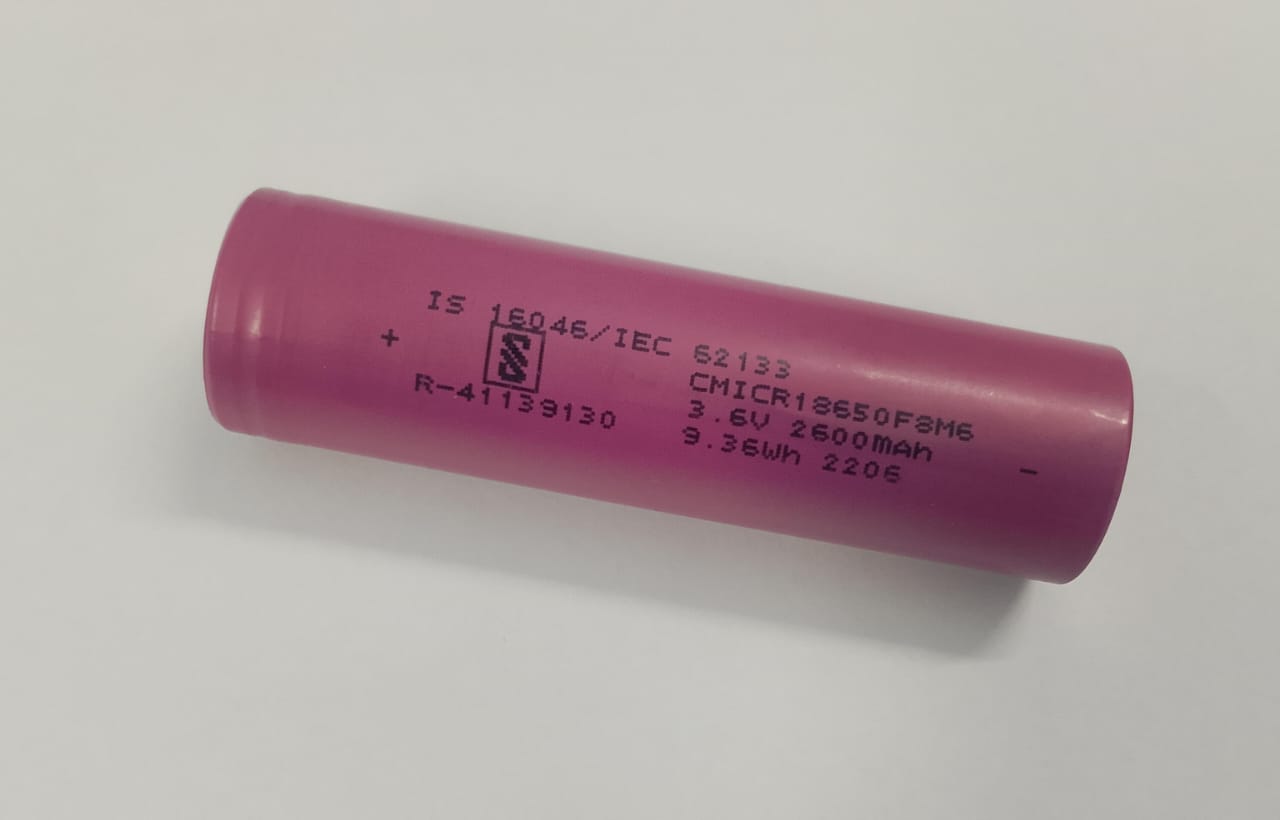 IS 16046/IEC 62133
+
R-41139130
CMICR18650F8M6
3.6V 2600mAh
9.36Wh 2206
-